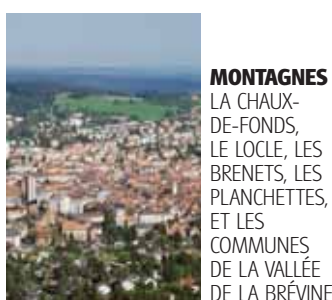 MONTAGNES
LA CHAUX-
DE-FONDS,
LE LOCLE, LES
BRENETS, LES
PLANCHETTES,
ET LES
COMMUNES
DE LA VALLÉE
DE LA BRÉVINE